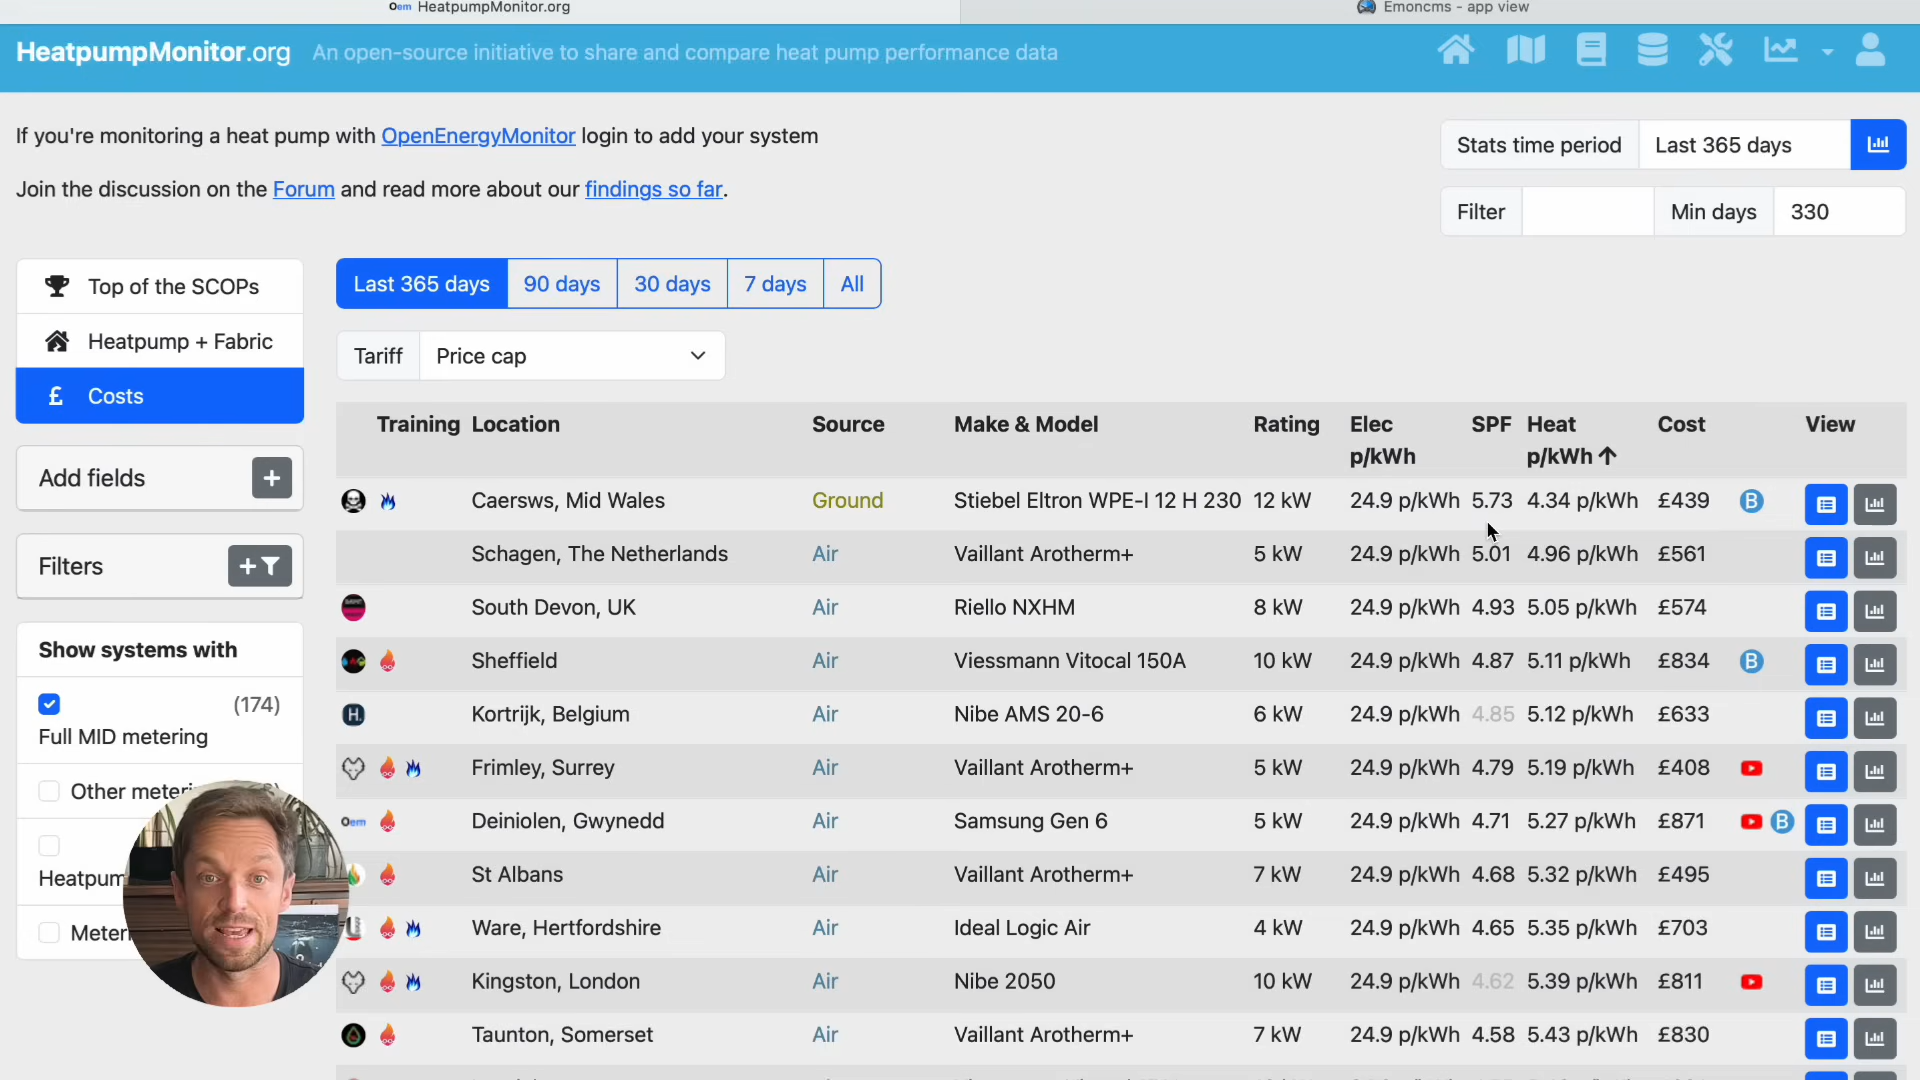 Oem HeatpumpMonitor.org
Emoncms - app view
HeatpumpMonitor.org An open-source initiative to share and compare heat pump performance data
If you're monitoring a heat pump with OpenEnergyMonitor login to add your system
Join the discussion on the Forum and read more about our findings so far.
Stats time period Last 365 days
Filter Min days 330
Top of the SCOPs
Heatpump + Fabric
£ Costs
Add fields +
Filters +
Show systems with
(174)
Full MID metering
Other
Heatpum
Meteri
Last 365 days 90 days 30 days 7 days All
Tariff Price cap
Training Location Source Make & Model Rating Elec p/kWh SPF Heat p/kWh ↑ Cost View
Caersws, Mid Wales Ground Stiebel Eltron WPE-I 12 H 230 12 kW 24.9 p/kWh 5.73 4.34 p/kWh £439 B
Schagen, The Netherlands Air Vaillant Arotherm+ 5 kW 24.9 p/kWh 5.01 4.96 p/kWh £561
South Devon, UK Air Riello NXHM 8 kW 24.9 p/kWh 4.93 5.05 p/kWh £574
Sheffield Air Viessmann Vitocal 150A 10 kW 24.9 p/kWh 4.87 5.11 p/kWh £834 B
H. Kortrijk, Belgium Air Nibe AMS 20-6 6 kW 24.9 p/kWh 4.85 5.12 p/kWh £633
Frimley, Surrey Air Vaillant Arotherm+ 5 kW 24.9 p/kWh 4.79 5.19 p/kWh £408
Oem Deiniolen, Gwynedd Air Samsung Gen 6 5 kW 24.9 p/kWh 4.71 5.27 p/kWh £871 B
St Albans Air Vaillant Arotherm+ 7 kW 24.9 p/kWh 4.68 5.32 p/kWh £495
Ware, Hertfordshire Air Ideal Logic Air 4 kW 24.9 p/kWh 4.65 5.35 p/kWh £703
Kingston, London Air Nibe 2050 10 kW 24.9 p/kWh 4.62 5.39 p/kWh £811
Taunton, Somerset Air Vaillant Arotherm+ 7 kW 24.9 p/kWh 4.58 5.43 p/kWh £830